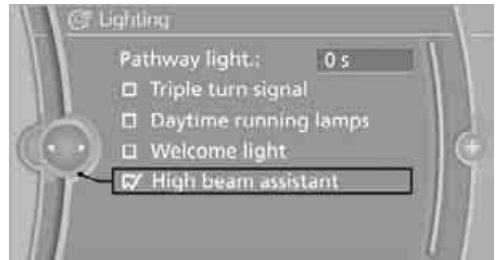 Lighting
Pathway light.: 0 s
Triple turn signal
Daytime running lamps
Welcome light
High beam assistant